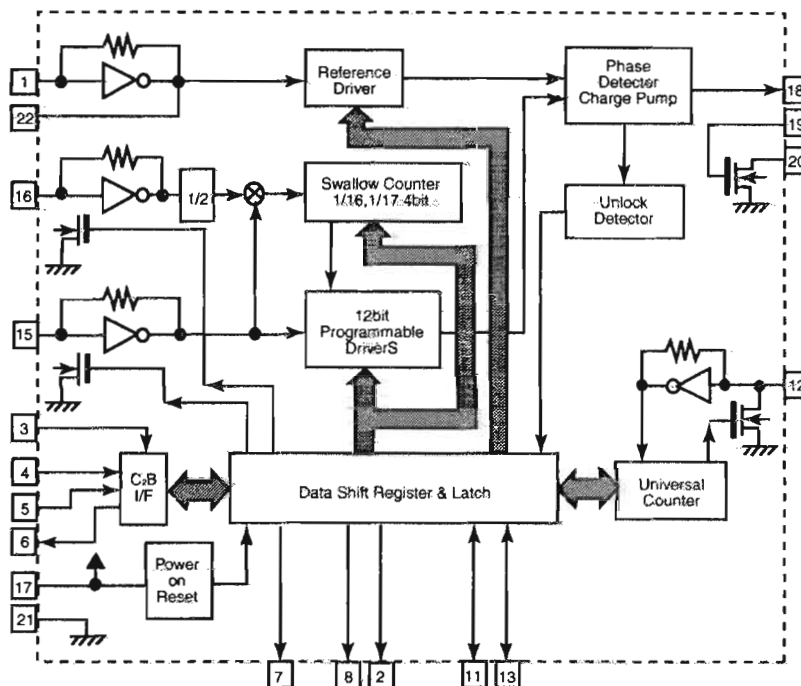 1
22
16
15
3
4
5
6
17
21
Reference
Driver
Phase
Detector
Charge Pump
18
19
20
1/2
Swallow Counter
1/16,1/17 4bit
Unlock
Detector
12bit
Programmable
DriverS
12
C₂B
I/F
Data Shift Register & Latch
Universal
Counter
Power
on
Reset
7
8
2
11
13